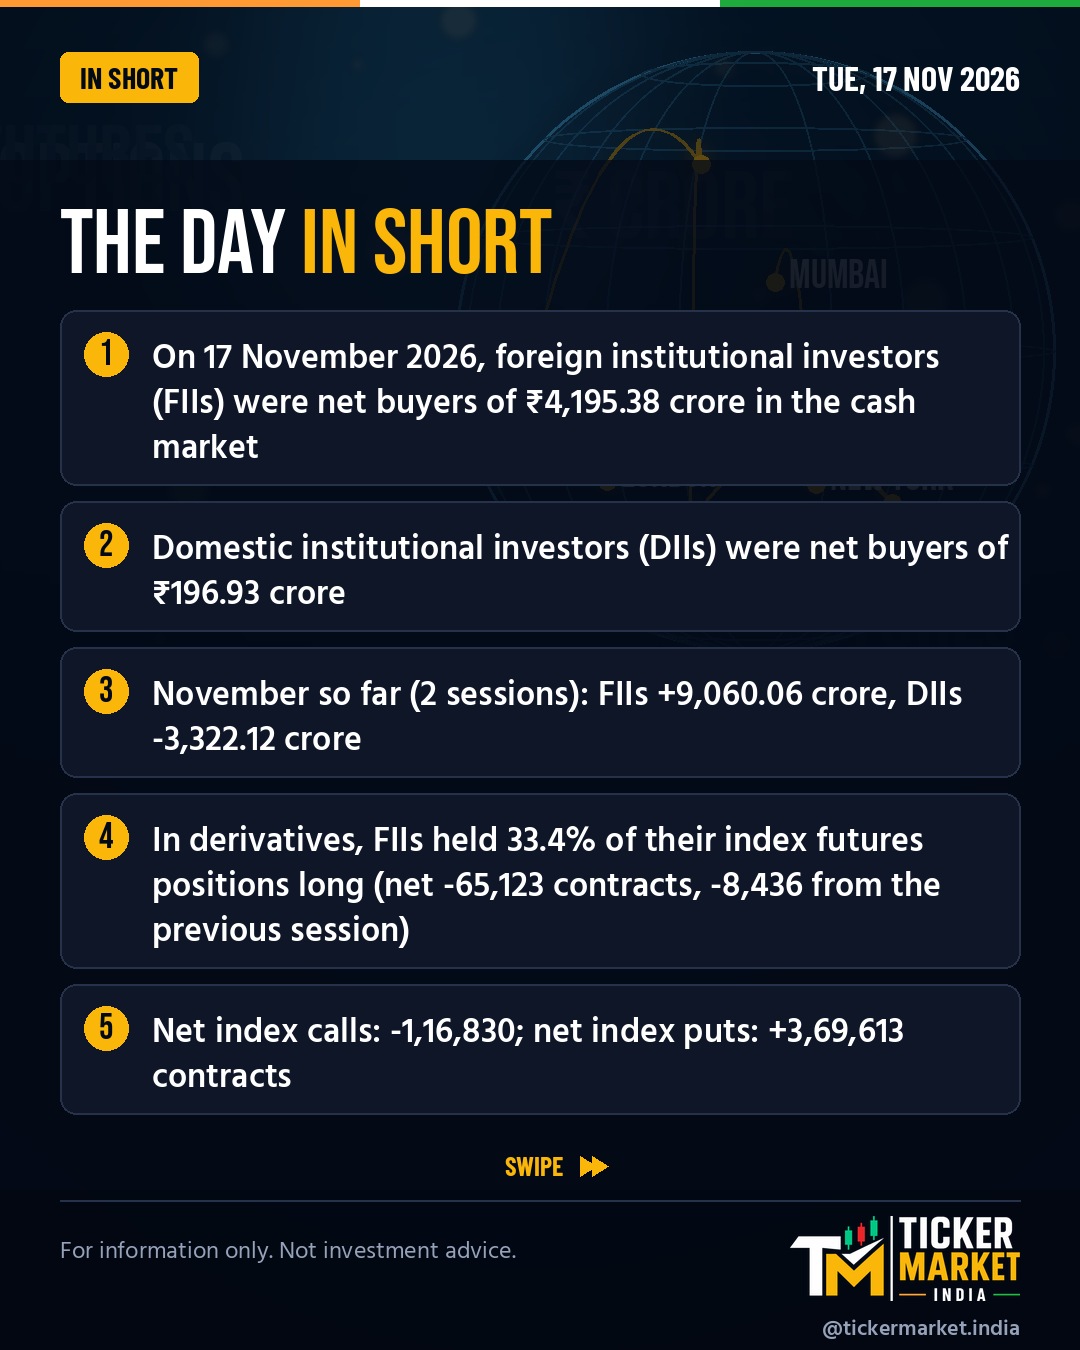 IN SHORT
TUE, 17 NOV 2026
THE DAY IN SHORT
MUMBAI
1
On 17 November 2026, foreign institutional investors
(FIIs) were net buyers of ₹4,195.38 crore in the cash
market
2
Domestic institutional investors (DIIs) were net buyers of
₹196.93 crore
3
November so far (2 sessions): FIIs +9,060.06 crore, DIIs
-3,322.12 crore
4
In derivatives, FIIs held 33.4% of their index futures
positions long (net -65,123 contracts, -8,436 from the
previous session)
5
Net index calls: -1,16,830; net index puts: +3,69,613
contracts
SWIPE
For information only. Not investment advice.
TM
TICKER
MARKET
INDIA
@tickermarket.india